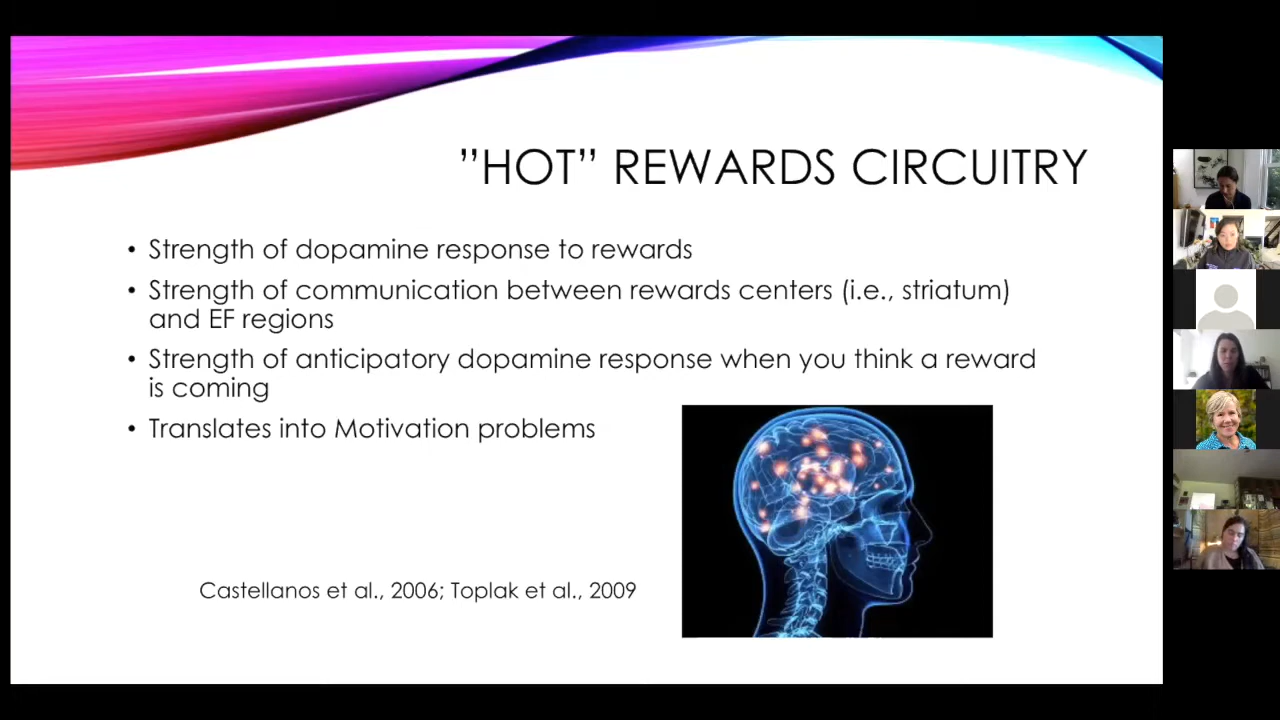 ”HOT” REWARDS CIRCUITRY
• Strength of dopamine response to rewards
• Strength of communication between rewards centers (i.e., striatum)
and EF regions
• Strength of anticipatory dopamine response when you think a reward
is coming
• Translates into Motivation problems
Castellanos et al., 2006; Toplak et al., 2009